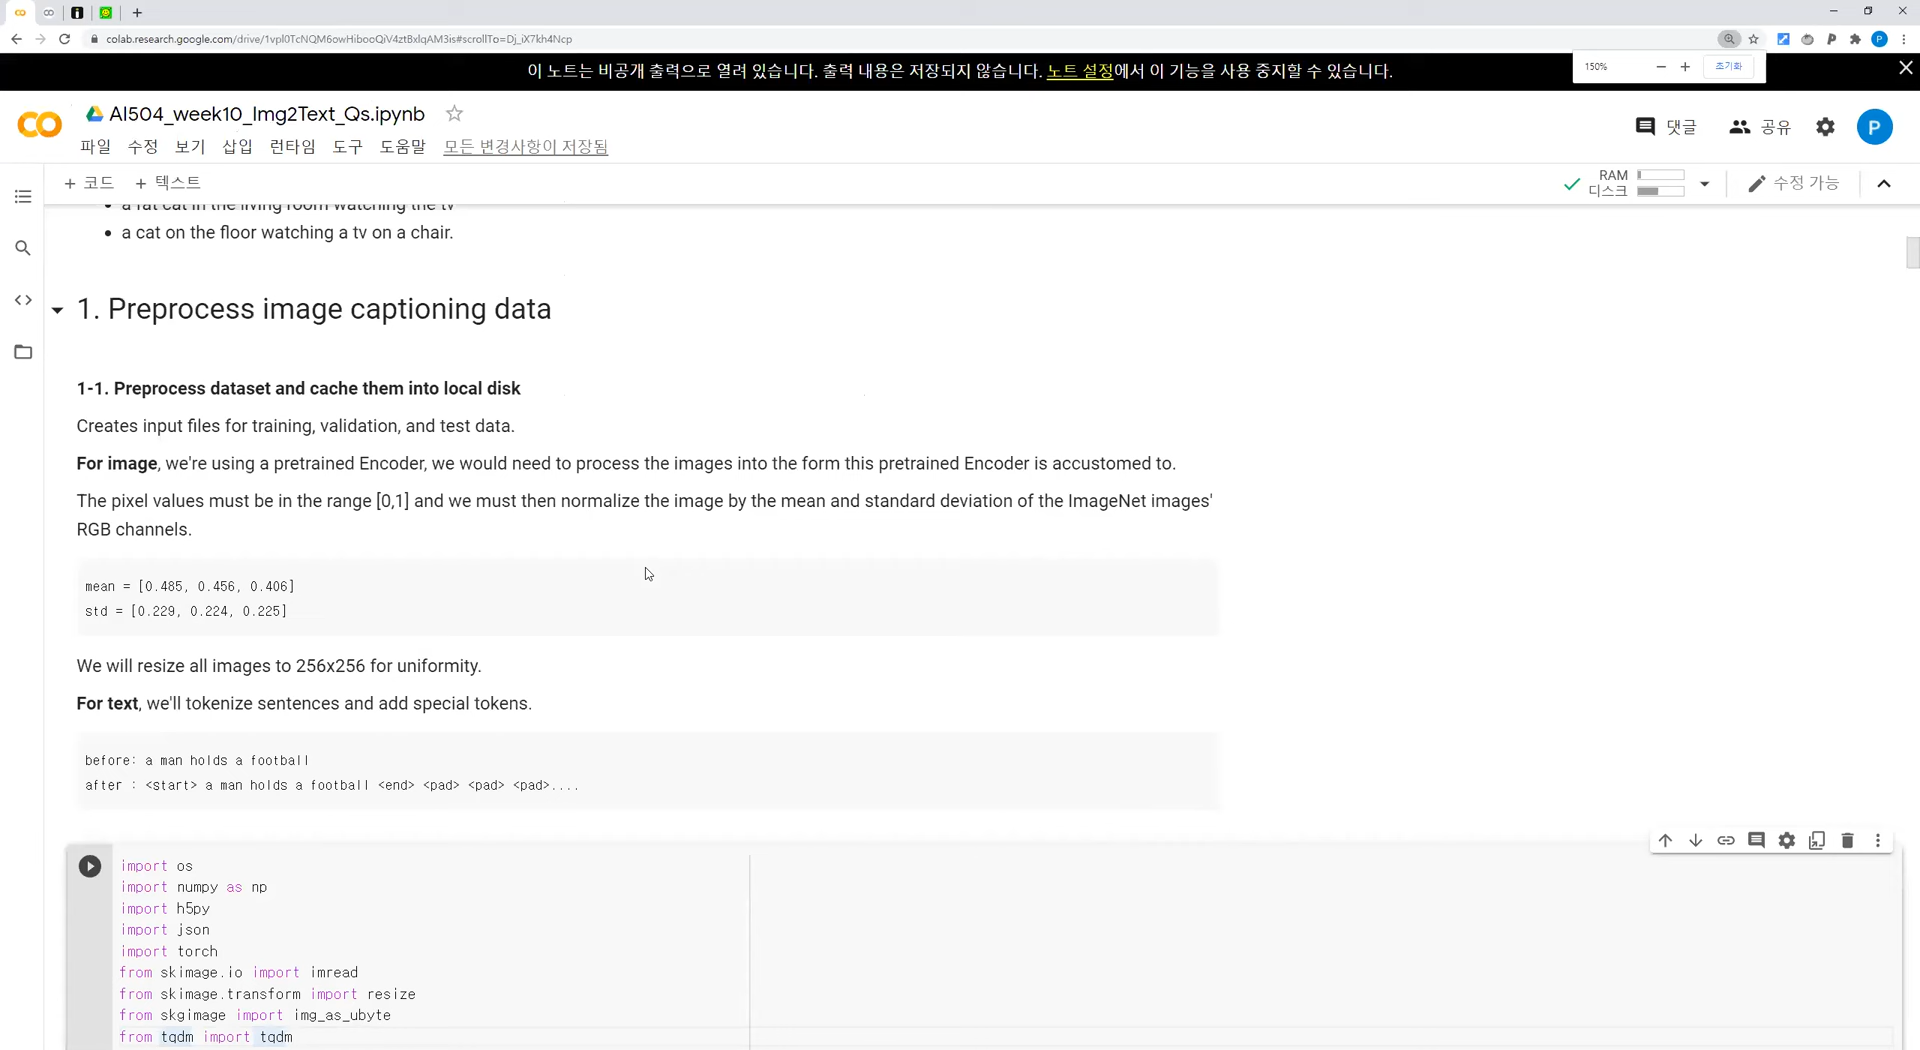 colab.research.google.com/drive/1vpl0TcNQM6owHibooQiV4ztBxlqAM3is#scrollTo=Dj_iX7kh4Ncp
이 노트는 비공개 출력으로 열려 있습니다. 출력 내용은 저장되지 않습니다. 노트 설정에서 이 기능을 사용 중지할 수 있습니다.
150%
초기화
AI504_week10_Img2Text_Qs.ipynb
댓글
공유
P
파일 수정 보기 삽입 런타임 도구 도움말 모든 변경사항이 저장됨
+ 코드 + 텍스트
RAM
디스크
수정 가능
a fat cat in the living room watching the tv
a cat on the floor watching a tv on a chair.
1. Preprocess image captioning data
1-1. Preprocess dataset and cache them into local disk
Creates input files for training, validation, and test data.
For image, we're using a pretrained Encoder, we would need to process the images into the form this pretrained Encoder is accustomed to.
The pixel values must be in the range [0,1] and we must then normalize the image by the mean and standard deviation of the ImageNet images'
RGB channels.
mean = [0.485, 0.456, 0.406]
std = [0.229, 0.224, 0.225]
We will resize all images to 256x256 for uniformity.
For text, we'll tokenize sentences and add special tokens.
before: a man holds a football
after : <start> a man holds a football <end> <pad> <pad> <pad>....
import os
import numpy as np
import h5py
import json
import torch
from skimage.io import imread
from skimage.transform import resize
from skgimage import img_as_ubyte
from tqdm import tqdm